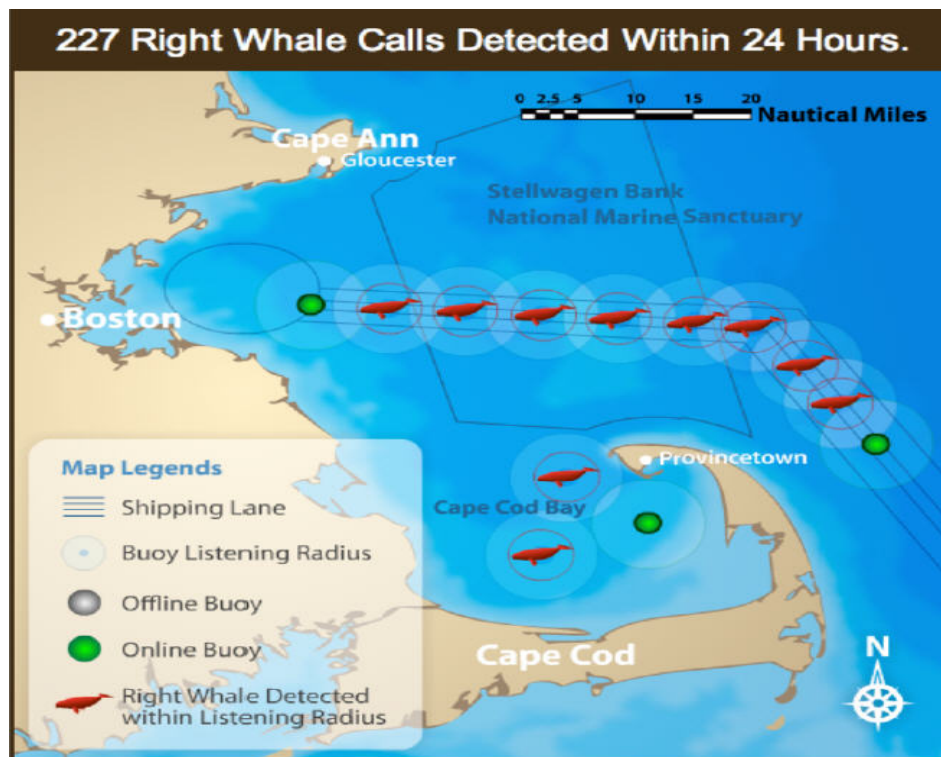 227 Right Whale Calls Detected Within 24 Hours.
0 2.5 5 10 15 20
Nautical Miles
Cape Ann
Gloucester
Stellwagen Bank
National Marine Sanctuary
Boston
Provincetown
Cape Cod Bay
Cape Cod
N
Map Legends
Shipping Lane
Buoy Listening Radius
Offline Buoy
Online Buoy
Right Whale Detected
within Listening Radius